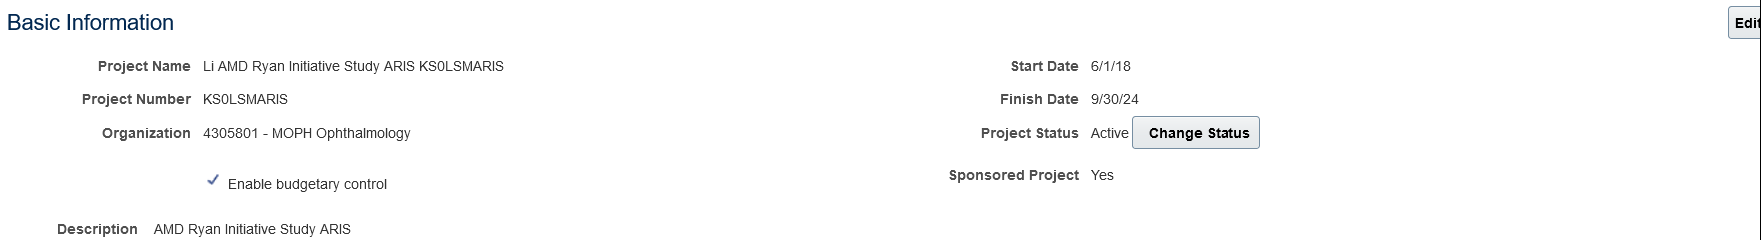 Basic Information
Edit
Project Name Li AMD Ryan Initiative Study ARIS KS0LSMARIS
Start Date 6/1/18
Project Number KS0LSMARIS
Finish Date 9/30/24
Organization 4305801 - MOPH Ophthalmology
Project Status Active Change Status
Enable budgetary control
Sponsored Project Yes
Description AMD Ryan Initiative Study ARIS